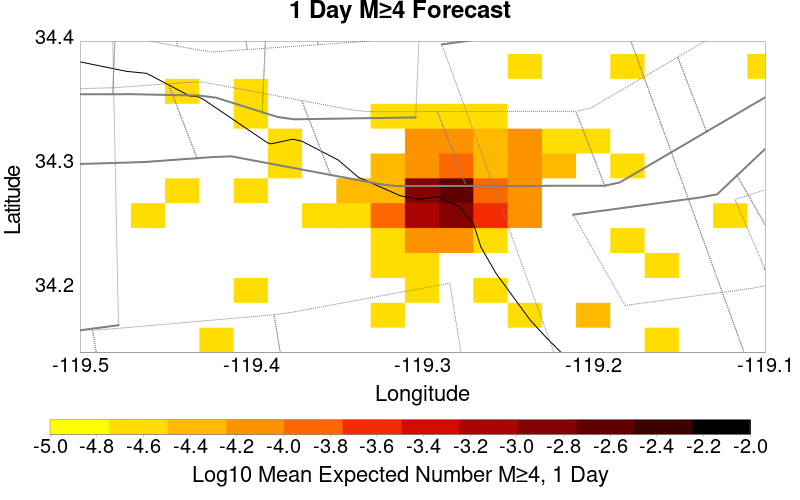 1 Day M≥4 Forecast
34.4
34.3
34.2
Latitude
-119.5 -119.4 -119.3 -119.2 -119.1
Longitude
-5.0 -4.8 -4.6 -4.4 -4.2 -4.0 -3.8 -3.6 -3.4 -3.2 -3.0 -2.8 -2.6 -2.4 -2.2 -2.0
Log10 Mean Expected Number M≥4, 1 Day